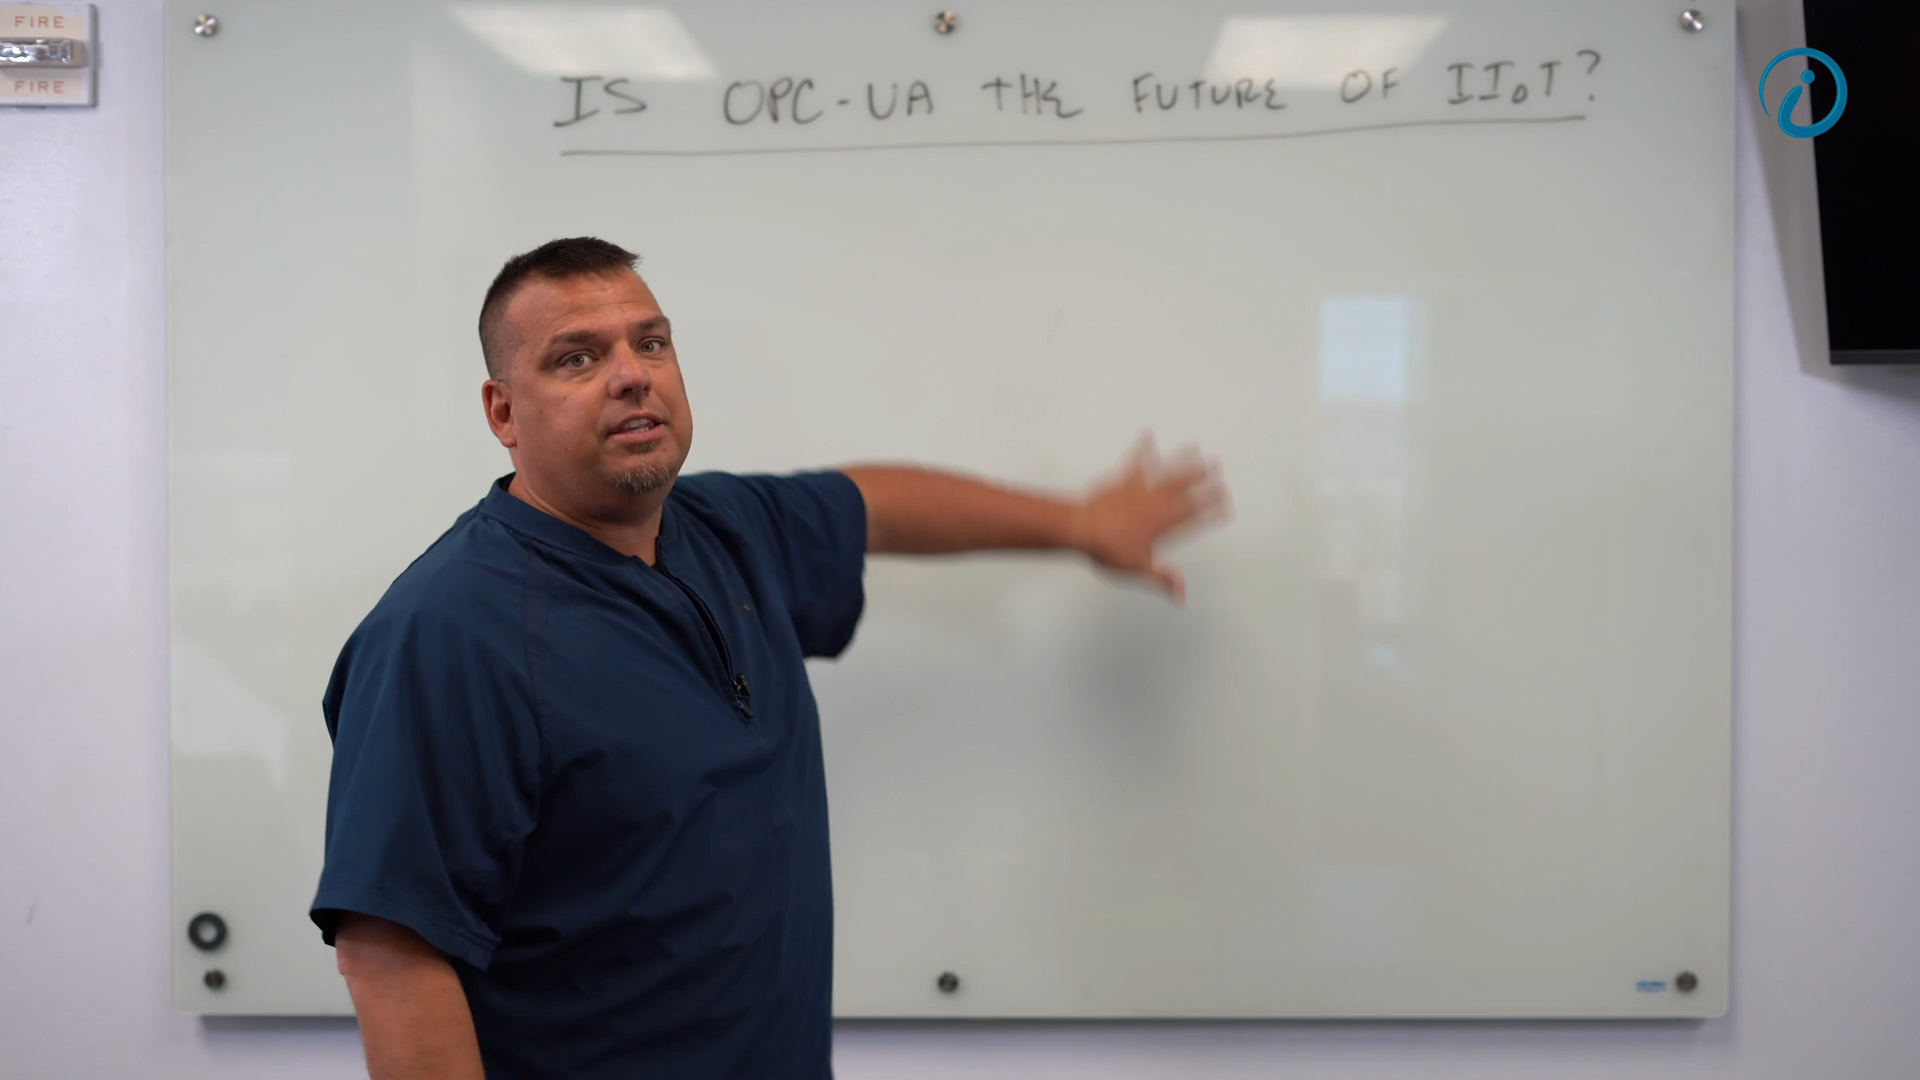 FIRE
FIRE
IS OPC-UA THE FUTURE OF IIoT?